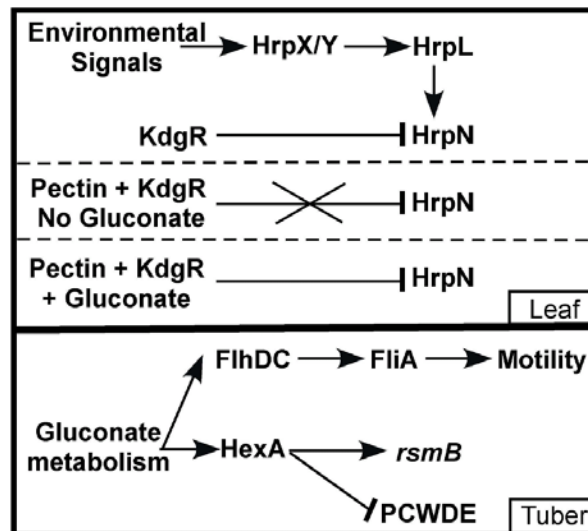 Environmental
Signals
HrpX/Y
HrpL
KdgR
HrpN
Pectin + KdgR
No Gluconate
HrpN
Pectin + KdgR
+ Gluconate
HrpN
Leaf
FlhDC
FliA
Motility
Gluconate
metabolism
HexA
rsmB
PCWDE
Tuber